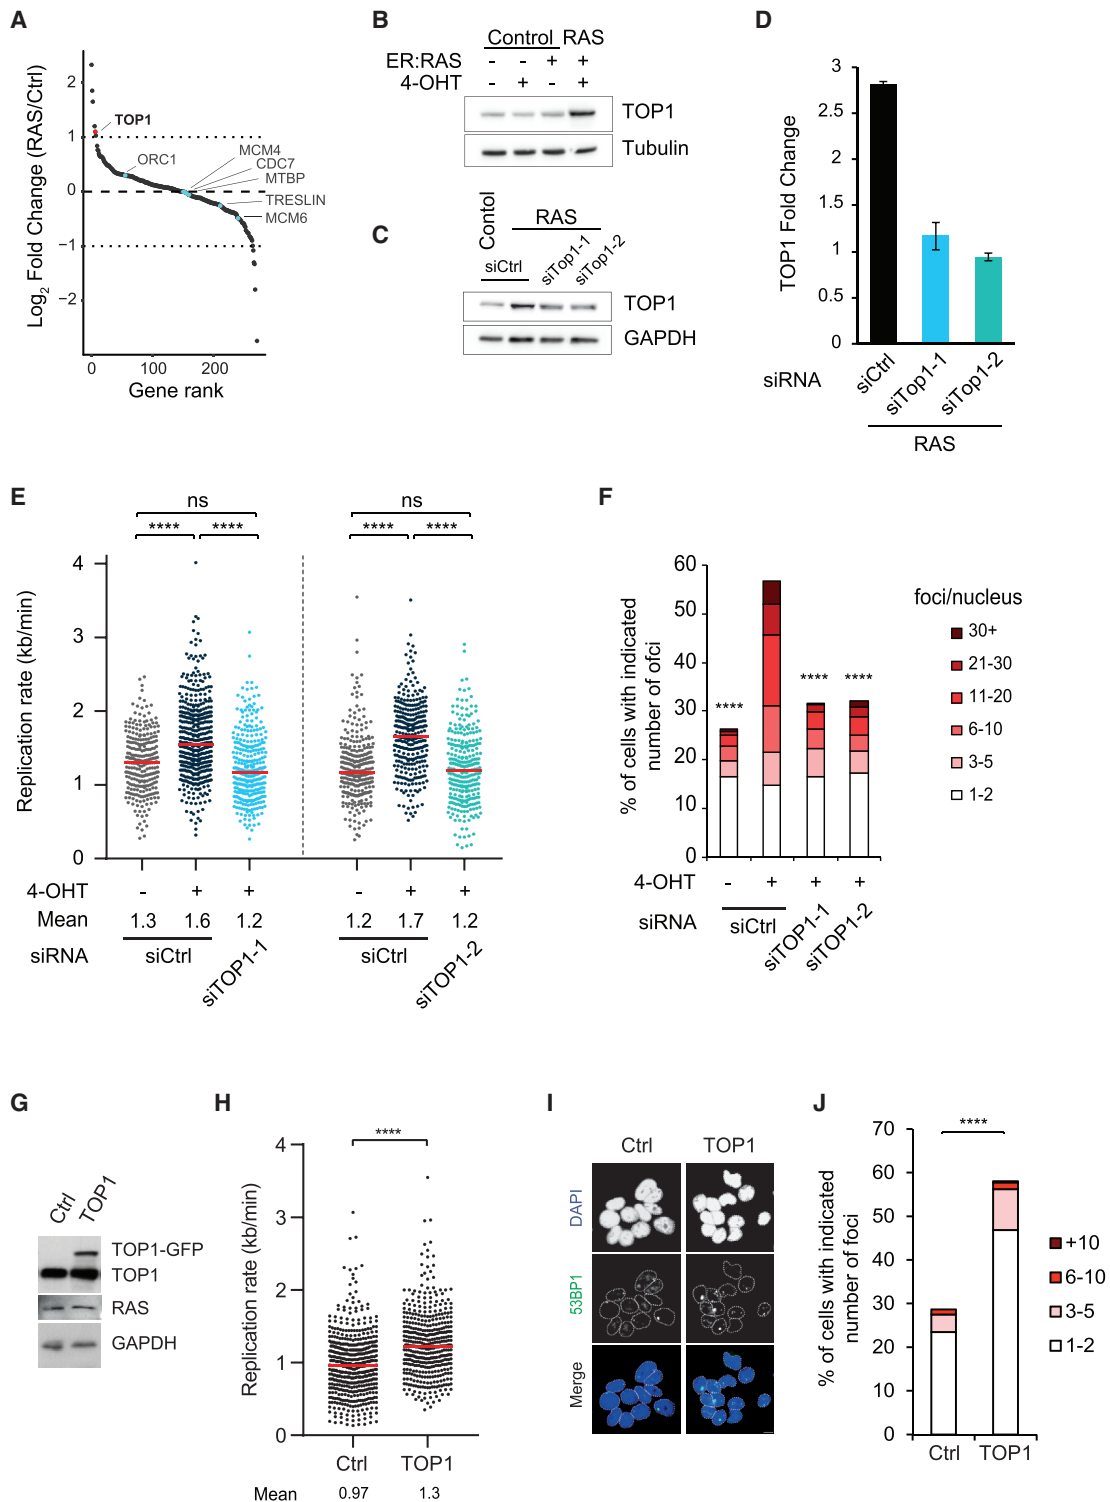 A
Log2 Fold Change (RAS/Ctrl)
2
1
0
−1
−2
TOP1
ORC1
MCM4
CDC7
MTBP
TRESLIN
MCM6
0 100 200
Gene rank
B
Control RAS
ER:RAS - - + +
4-OHT - + - +
TOP1
Tubulin
C
Contol
RAS
siCtrl
siTop1-1
siTop1-2
TOP1
GAPDH
D
TOP1 Fold Change
3
2.5
2
1.5
1
0.5
0
siRNA
siCtrl
siTop1-1
siTop1-2
RAS
E
ns
**** ****
ns
**** ****
Replication rate (kb/min)
4
3
2
1
0
4-OHT - + + - + +
Mean 1.3 1.6 1.2 1.2 1.7 1.2
siRNA siCtrl siTOP1-1 siCtrl siTOP1-2
F
% of cells with indicated
number of ofci
60
50
40
30
20
10
0
**** **** ****
4-OHT - + + +
siRNA siCtrl siTOP1-1 siTOP1-2
foci/nucleus
30+
21-30
11-20
6-10
3-5
1-2
G
Ctrl
TOP1
TOP1-GFP
TOP1
RAS
GAPDH
H
Replication rate (kb/min)
4
3
2
1
0
****
Ctrl TOP1
Mean 0.97 1.3
I
Ctrl TOP1
DAPI
53BP1
Merge
J
% of cells with indicated
number of foci
70
60
50
40
30
20
10
0
****
Ctrl TOP1
+10
6-10
3-5
1-2